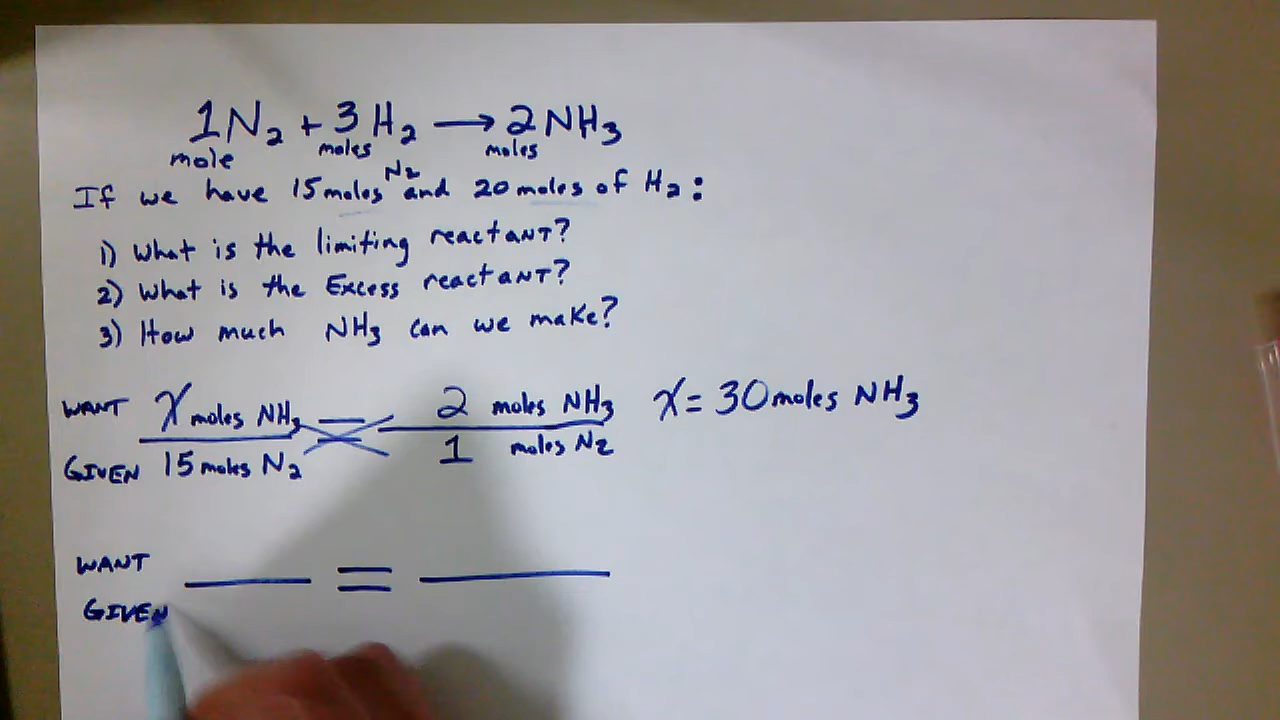 1N₂ + 3H₂ → 2NH₃
mole moles moles
If we have 15 moles N₂ and 20 moles of H₂:
1) What is the limiting reactANT?
2) What is the Excess reactANT?
3) How much NH₃ can we make?
WANT x moles NH₃ = 2 moles NH₃ x = 30 moles NH₃
GIVEN 15 moles N₂ 1 moles N₂
WANT =
GIVEN